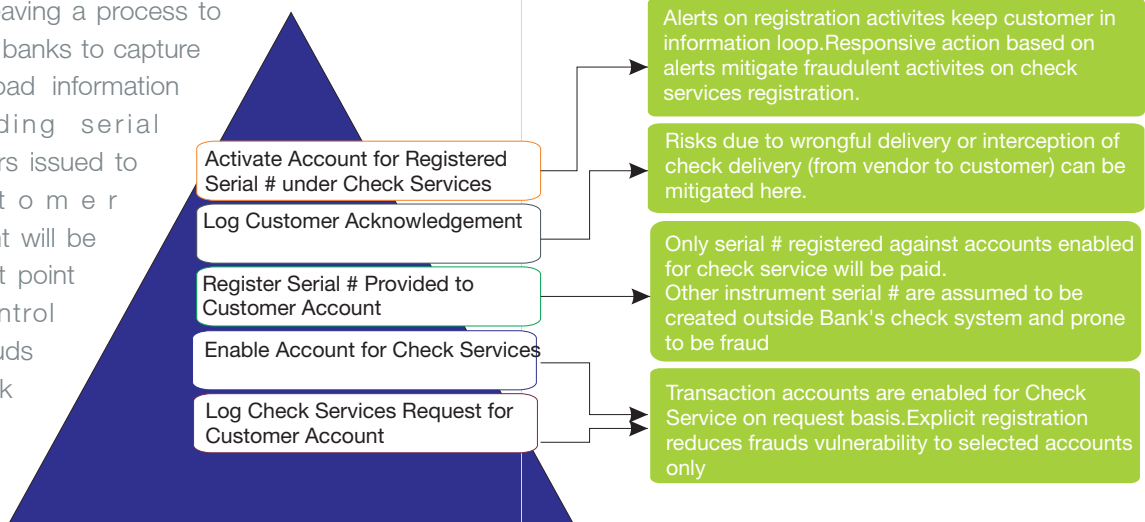 a process to
banks to capture
information
serial
issued to
t o m e r
will be
point
Activate Account for Registered
Serial # under Check Services
Log Customer Acknowledgement
Register Serial # Provided to
Customer Account
Enable Account for Check Services
Log Check Services Request for
Customer Account
Alerts on registration activites keep customer in
information loop.Responsive action based on
alerts mitigate fraudulent activites on check
services registration.
Risks due to wrongful delivery or interception of
check delivery (from vendor to customer) can be
mitigated here.
Only serial # registered against accounts enabled
for check service will be paid.
Other instrument serial # are assumed to be
created outside Bank's check system and prone
to be fraud
Transaction accounts are enabled for Check
Service on request basis.Explicit registration
reduces frauds vulnerability to selected accounts
only